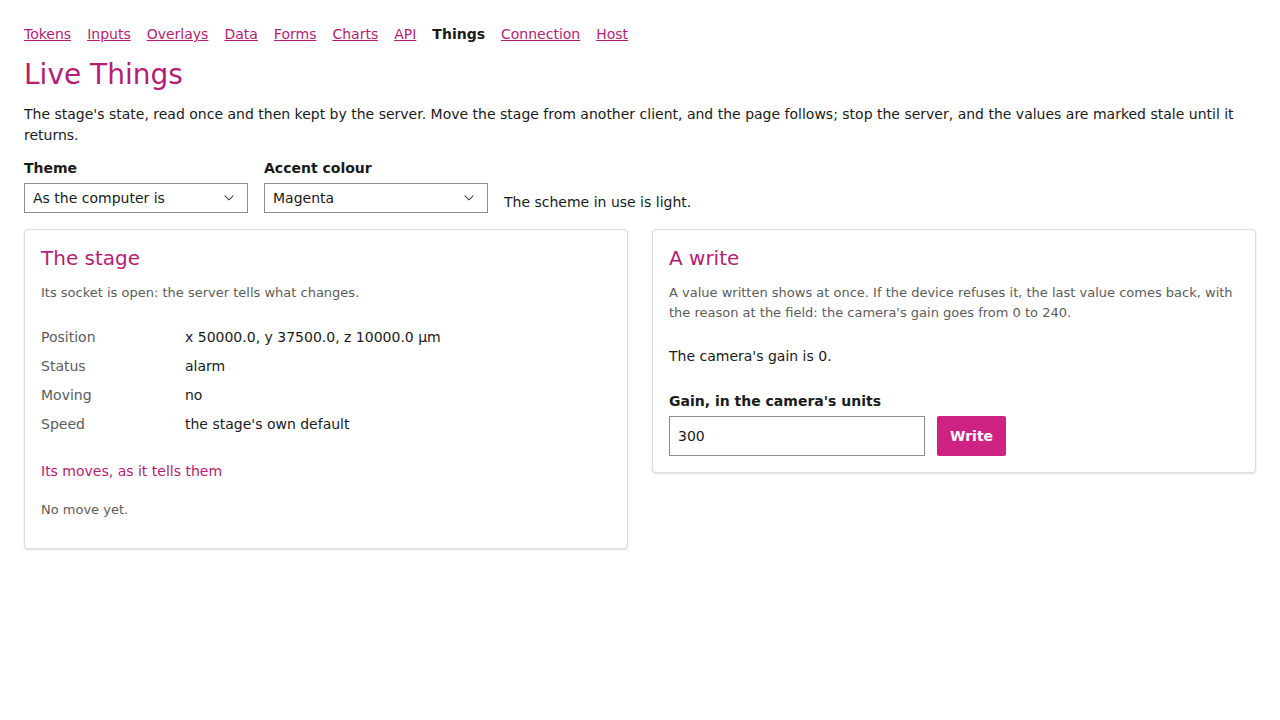 Tokens Inputs Overlays Data Forms Charts API Things Connection Host
Live Things
The stage's state, read once and then kept by the server. Move the stage from another client, and the page follows; stop the server, and the values are marked stale until it
returns.
Theme
Accent colour
As the computer is
Magenta
The scheme in use is light.
The stage
Its socket is open: the server tells what changes.
Position x 50000.0, y 37500.0, z 10000.0 µm
Status alarm
Moving no
Speed the stage's own default
Its moves, as it tells them
No move yet.
A write
A value written shows at once. If the device refuses it, the last value comes back, with
the reason at the field: the camera's gain goes from 0 to 240.
The camera's gain is 0.
Gain, in the camera's units
300
Write